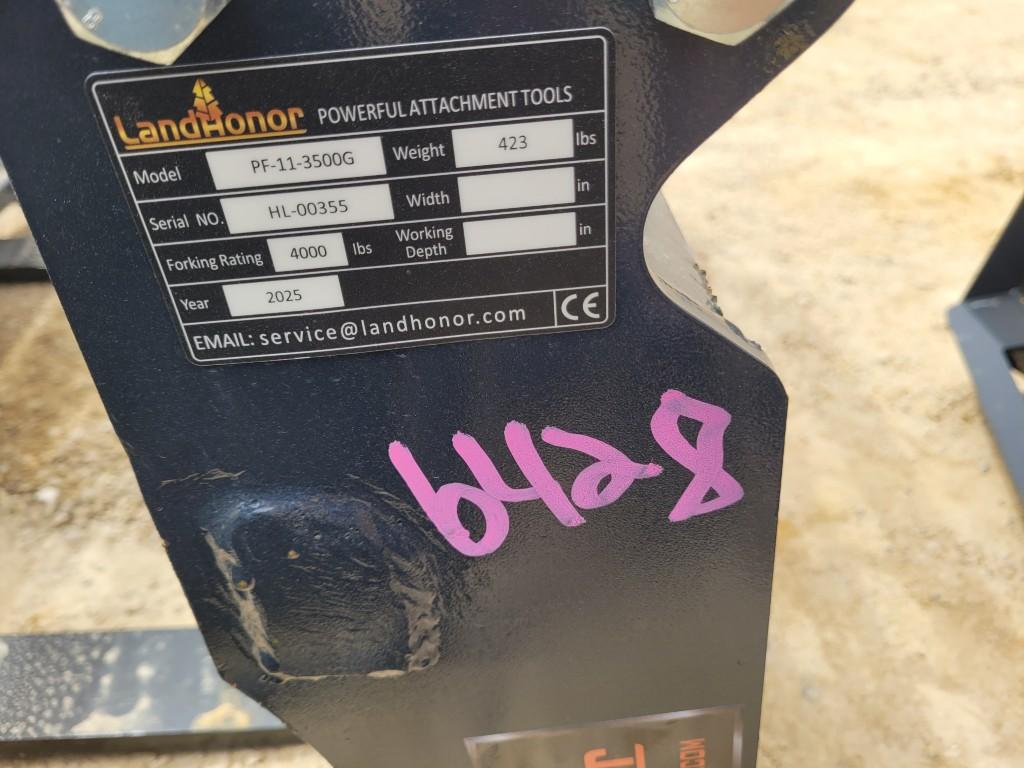 LandHonor POWERFUL ATTACHMENT TOOLS
Model PF-11-3500G Weight 423 lbs
Serial NO. HL-00355 Width in
Forking Rating 4000 lbs Working Depth in
Year 2025
EMAIL: service@landhonor.com CE
6428
.COM